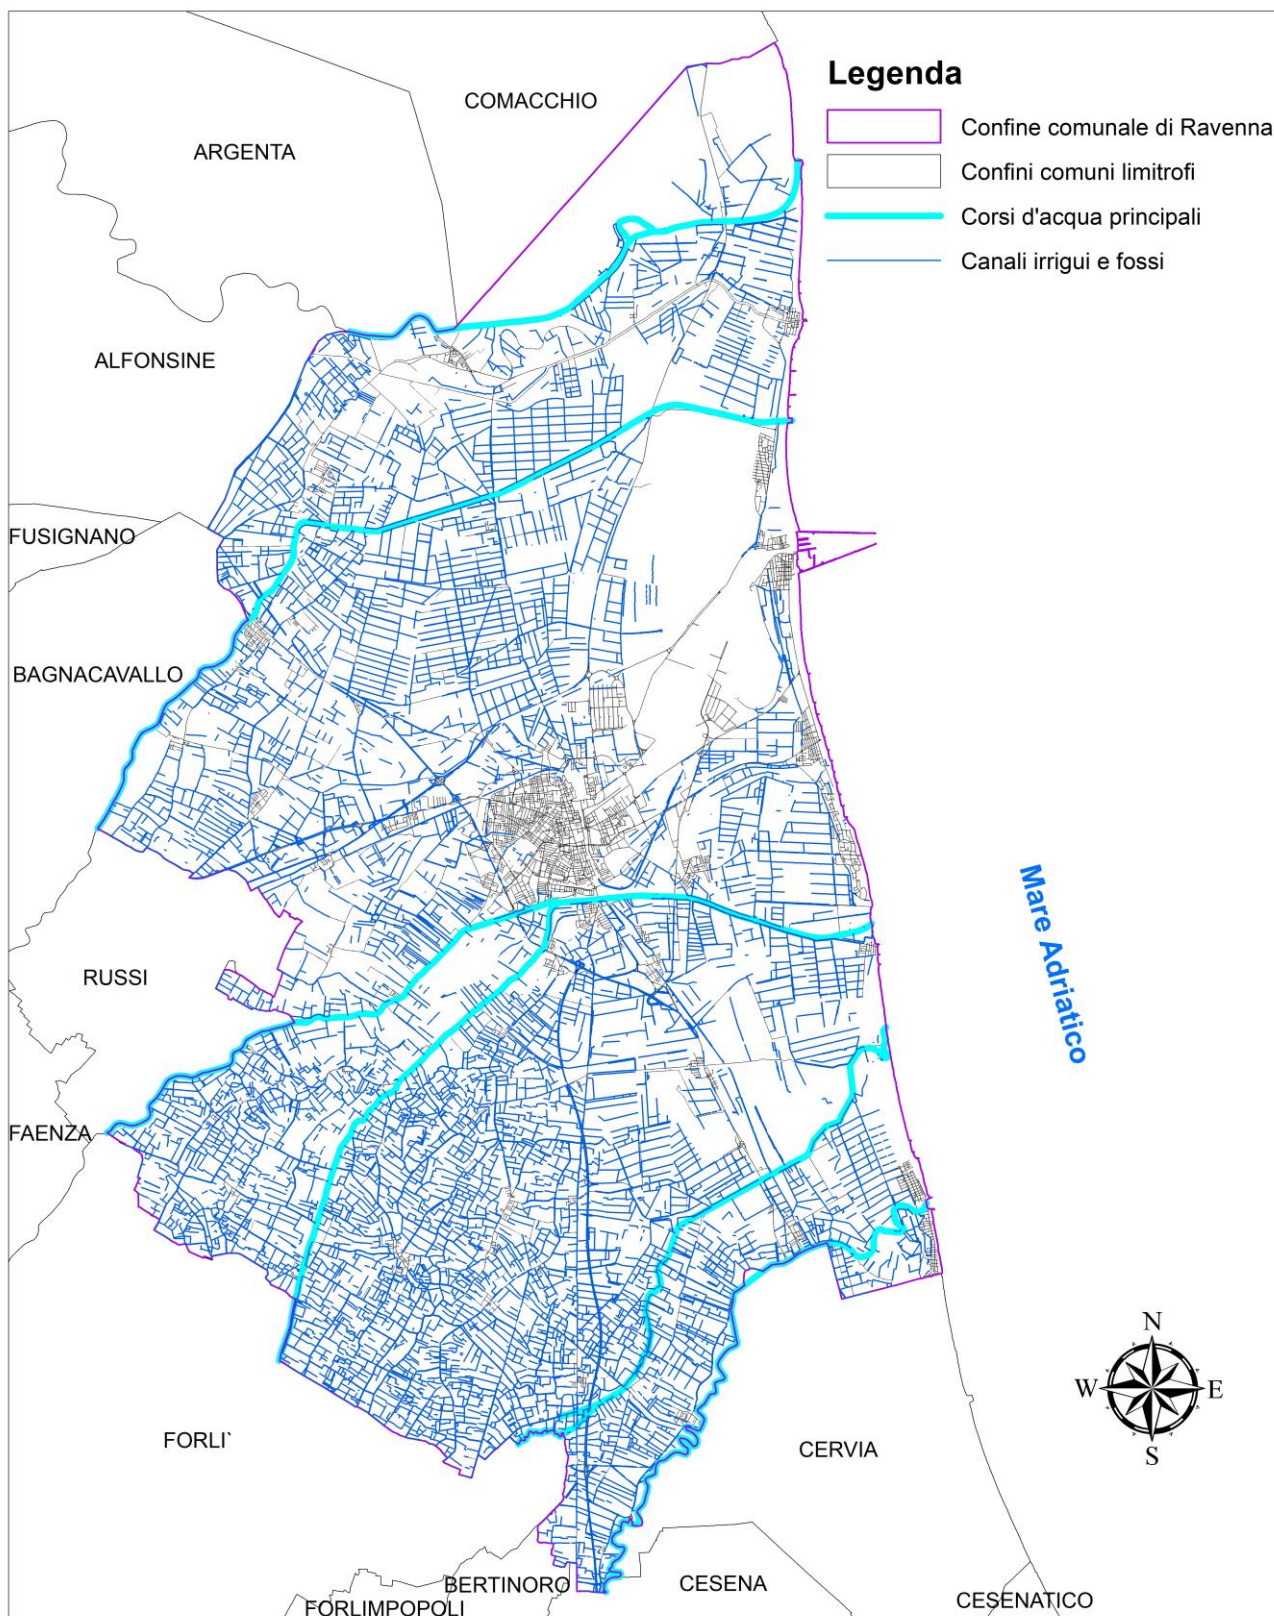 Legenda
Confine comunale di Ravenna
Confini comuni limitrofi
Corsi d'acqua principali
Canali irrigui e fossi
COMACCHIO
ARGENTA
ALFONSINE
FUSIGNANO
BAGNACAVALLO
RUSSI
FAENZA
Mare Adriatico
FORLI`
CERVIA
N
W
E
S
BERTINORO
CESENA
FORLIMPOPOLI
CESENATICO